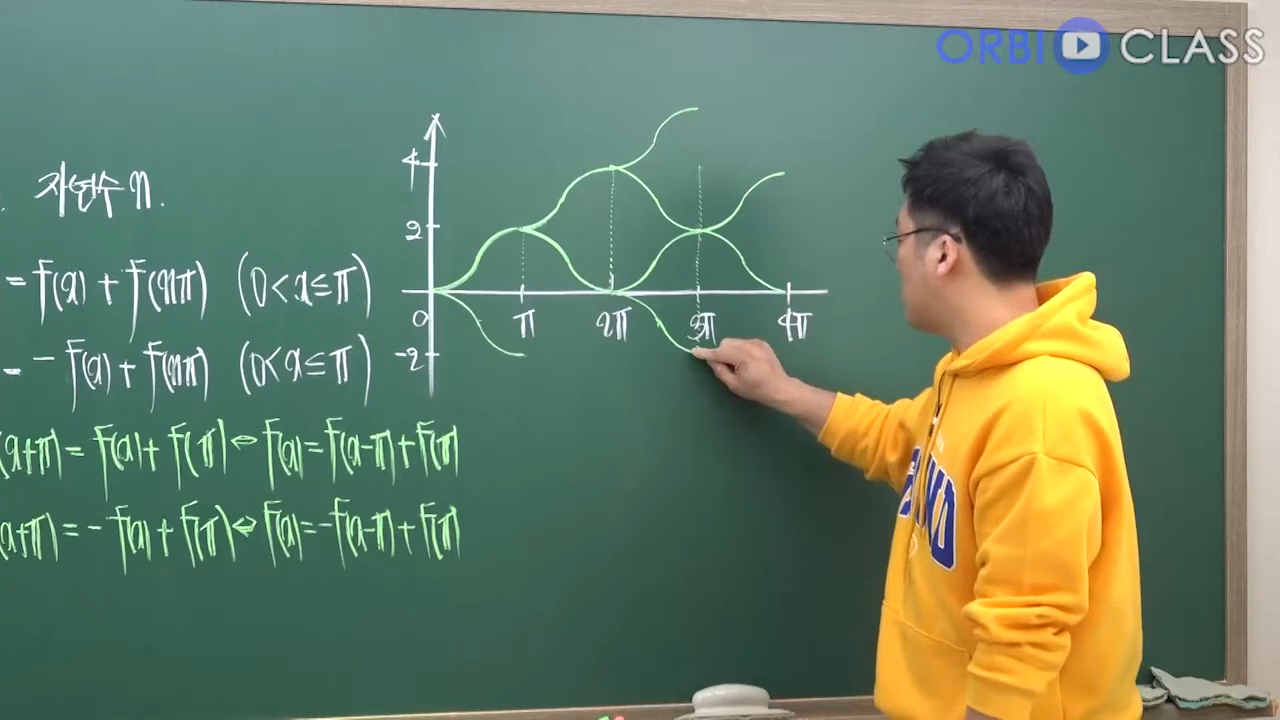 ORBI CLASS
자연수 n.
= f(x) + f(nπ) (0<x≤π)
= -f(x) + f(nπ) (0<x≤π)
(x+π) = f(x) + f(π) ⇔ f(x) = f(x-π) + f(π)
(x+π) = -f(x) + f(π) ⇔ f(x) = -f(x-π) + f(π)
4
2
0 π 2π 3π 4π
-2